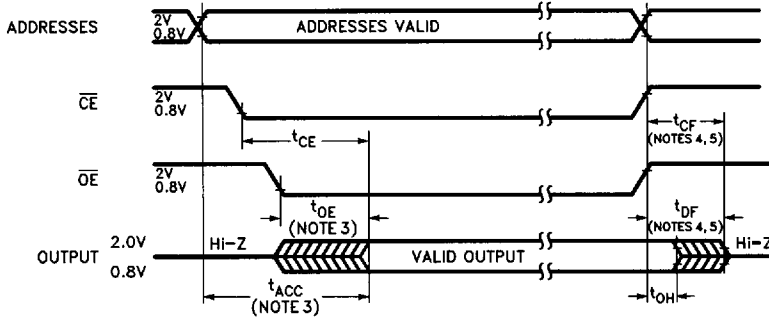 ADDRESSES
2V
0.8V
ADDRESSES VALID
CE
2V
0.8V
tCE
tCF
(NOTES 4, 5)
OE
2V
0.8V
tOE
(NOTE 3)
tDF
(NOTES 4, 5)
OUTPUT
2.0V
0.8V
Hi-Z
VALID OUTPUT
Hi-Z
tACC
(NOTE 3)
tOH